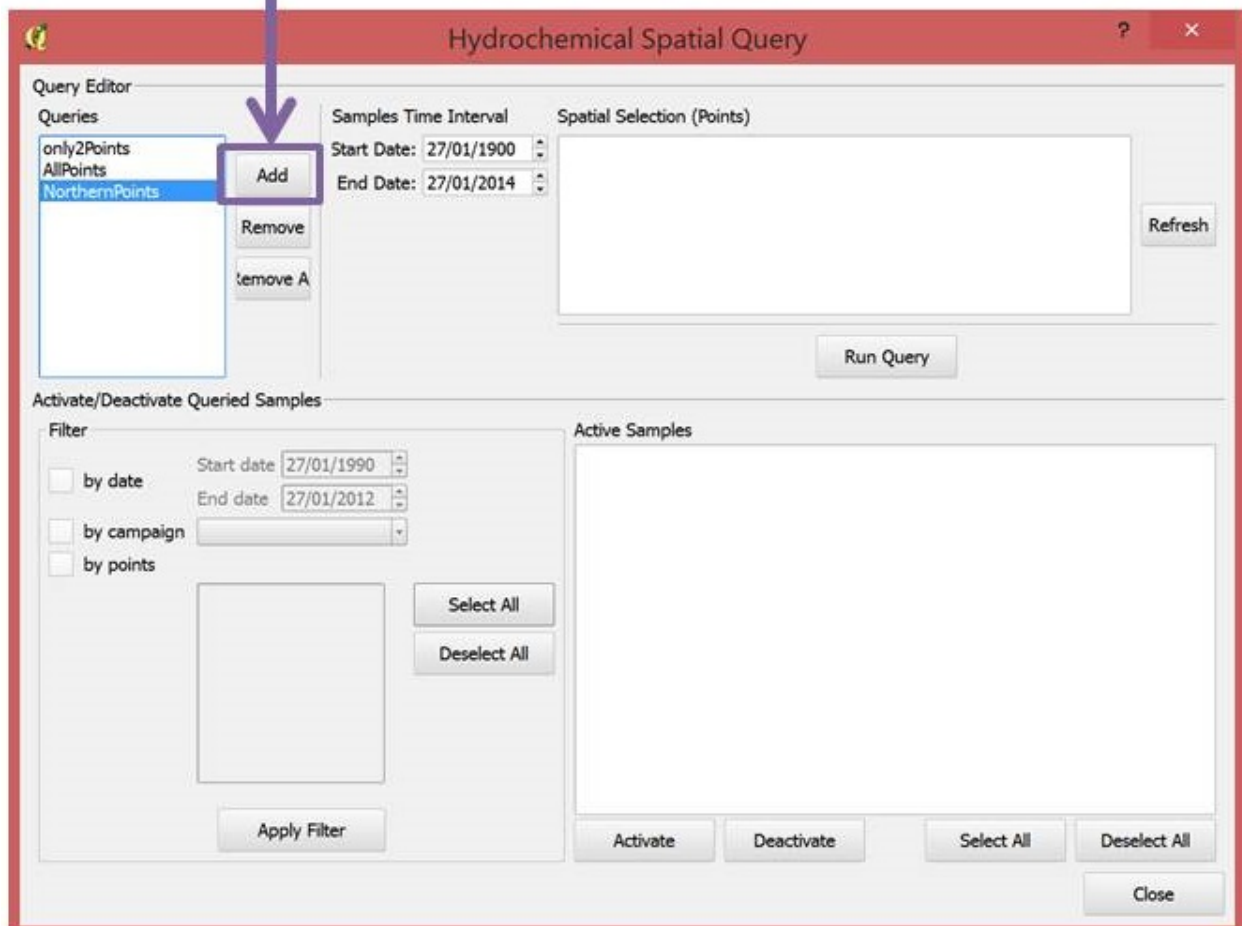 Hydrochemical Spatial Query
?
Query Editor
Queries
only2Points
AllPoints
NorthernPoints
Add
Remove
Remove A
Samples Time Interval
Start Date: 27/01/1900
End Date: 27/01/2014
Spatial Selection (Points)
Refresh
Run Query
Activate/Deactivate Queried Samples
Filter
by date
Start date 27/01/1990
End date 27/01/2012
by campaign
by points
Select All
Deselect All
Apply Filter
Active Samples
Activate
Deactivate
Select All
Deselect All
Close